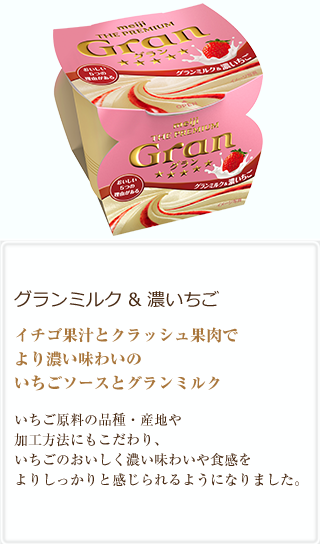 meiji
THE PREMIUM
Gran
グラン
おいしい
5つの
理由がある
グランミルク&濃いちご
OPEN
meiji
THE PREMIUM
Gran
グラン
おいしい
5つの
理由がある
グランミルク&濃いちご
グランミルク & 濃いちご
イチゴ果汁とクラッシュ果肉で
より濃い味わいの
いちごソースとグランミルク
いちご原料の品種・産地や
加工方法にもこだわり、
いちごのおいしく濃い味わいや食感を
よりしっかりと感じられるようになりました。